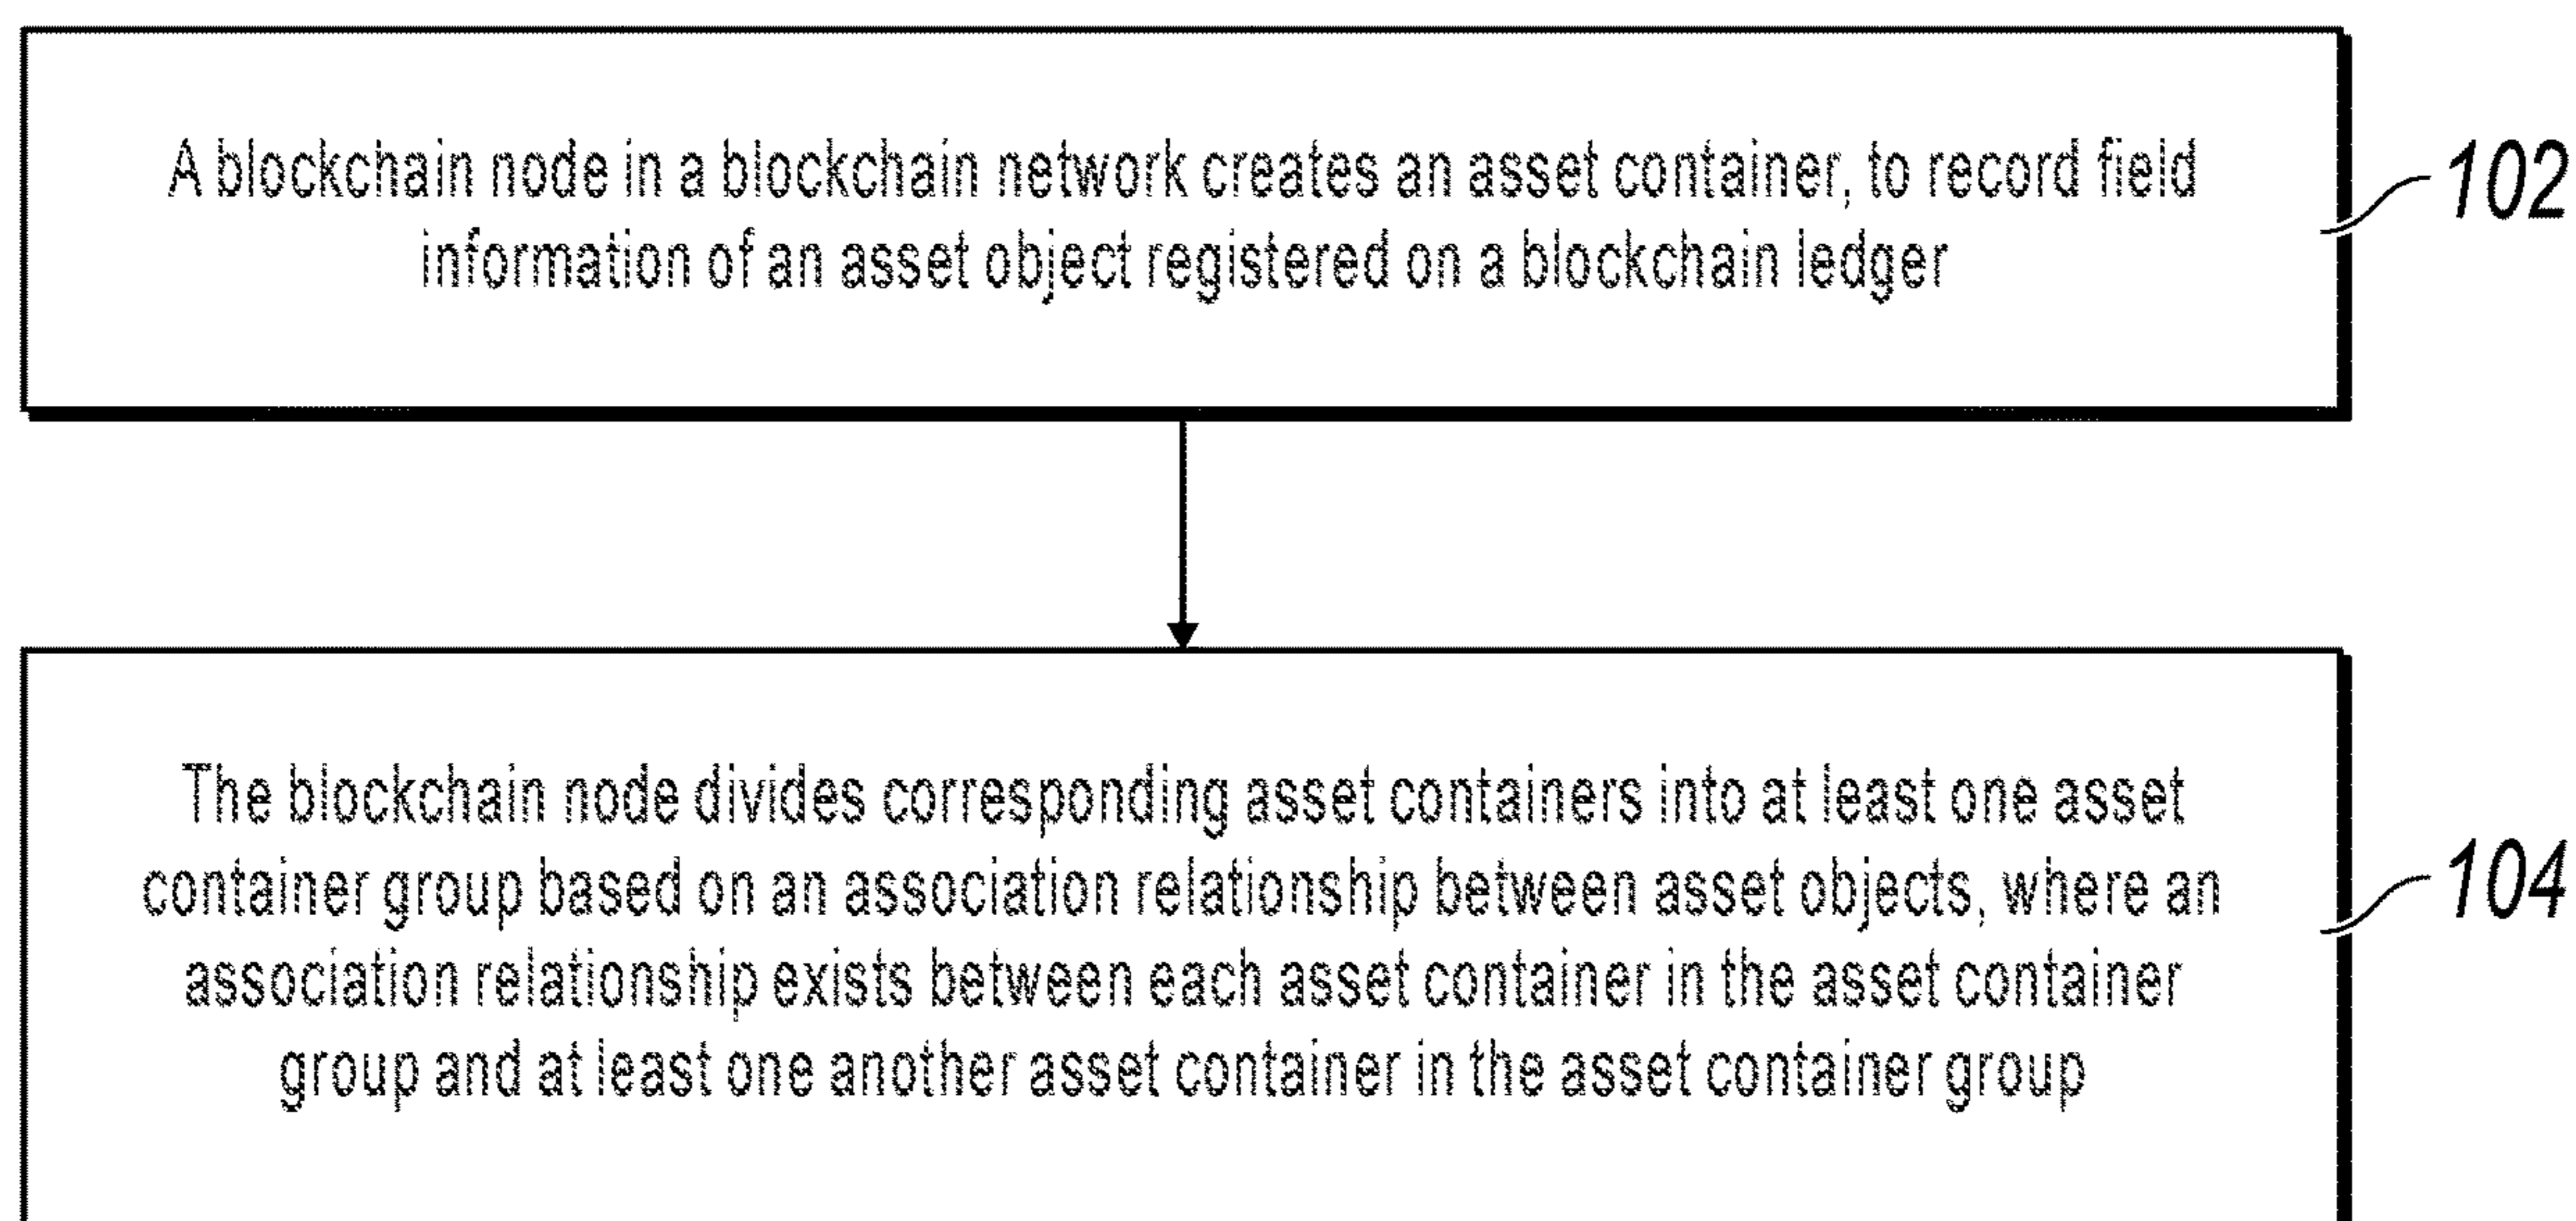 A blockchain node in a blockchain network creates an asset container, to record field
information of an asset object registered on a blockchain ledger
102
The blockchain node divides corresponding asset containers into at least one asset
container group based on an association relationship between asset objects, where an
association relationship exists between each asset container in the asset container
group and at least one another asset container in the asset container group
104